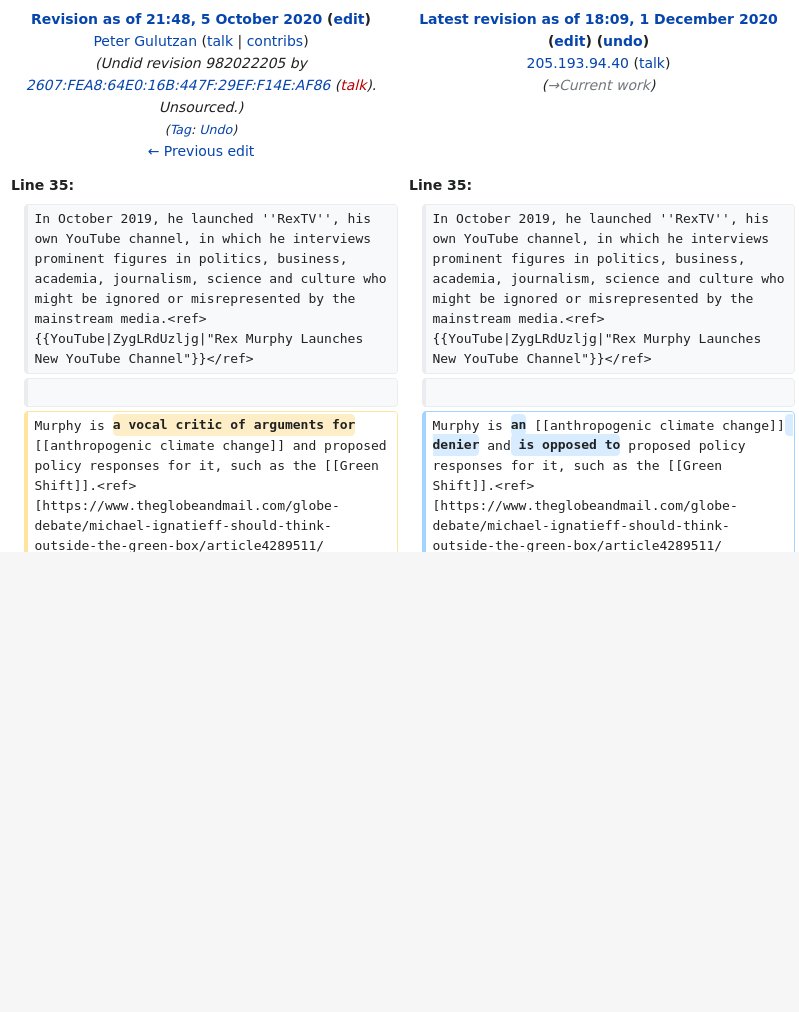 Revision as of 21:48, 5 October 2020 (edit)
Peter Gulutzan (talk | contribs)
(Undid revision 982022205 by
2607:FEA8:64E0:16B:447F:29EF:F14E:AF86 (talk).
Unsourced.)
(Tag: Undo)
← Previous edit
Latest revision as of 18:09, 1 December 2020
(edit) (undo)
205.193.94.40 (talk)
(→Current work)
Line 35:
Line 35:
In October 2019, he launched ''RexTV'', his
own YouTube channel, in which he interviews
prominent figures in politics, business,
academia, journalism, science and culture who
might be ignored or misrepresented by the
mainstream media.<ref>
{{YouTube|ZygLRdUzljg|"Rex Murphy Launches
New YouTube Channel"}}</ref>
In October 2019, he launched ''RexTV'', his
own YouTube channel, in which he interviews
prominent figures in politics, business,
academia, journalism, science and culture who
might be ignored or misrepresented by the
mainstream media.<ref>
{{YouTube|ZygLRdUzljg|"Rex Murphy Launches
New YouTube Channel"}}</ref>
Murphy is a vocal critic of arguments for
[[anthropogenic climate change]] and proposed
policy responses for it, such as the [[Green
Shift]].<ref>
[https://www.theglobeandmail.com/globe-
debate/michael-ignatieff-should-think-
outside-the-green-box/article4289511/
Murphy is an [[anthropogenic climate change]]
denier and is opposed to proposed policy
responses for it, such as the [[Green
Shift]].<ref>
[https://www.theglobeandmail.com/globe-
debate/michael-ignatieff-should-think-
outside-the-green-box/article4289511/